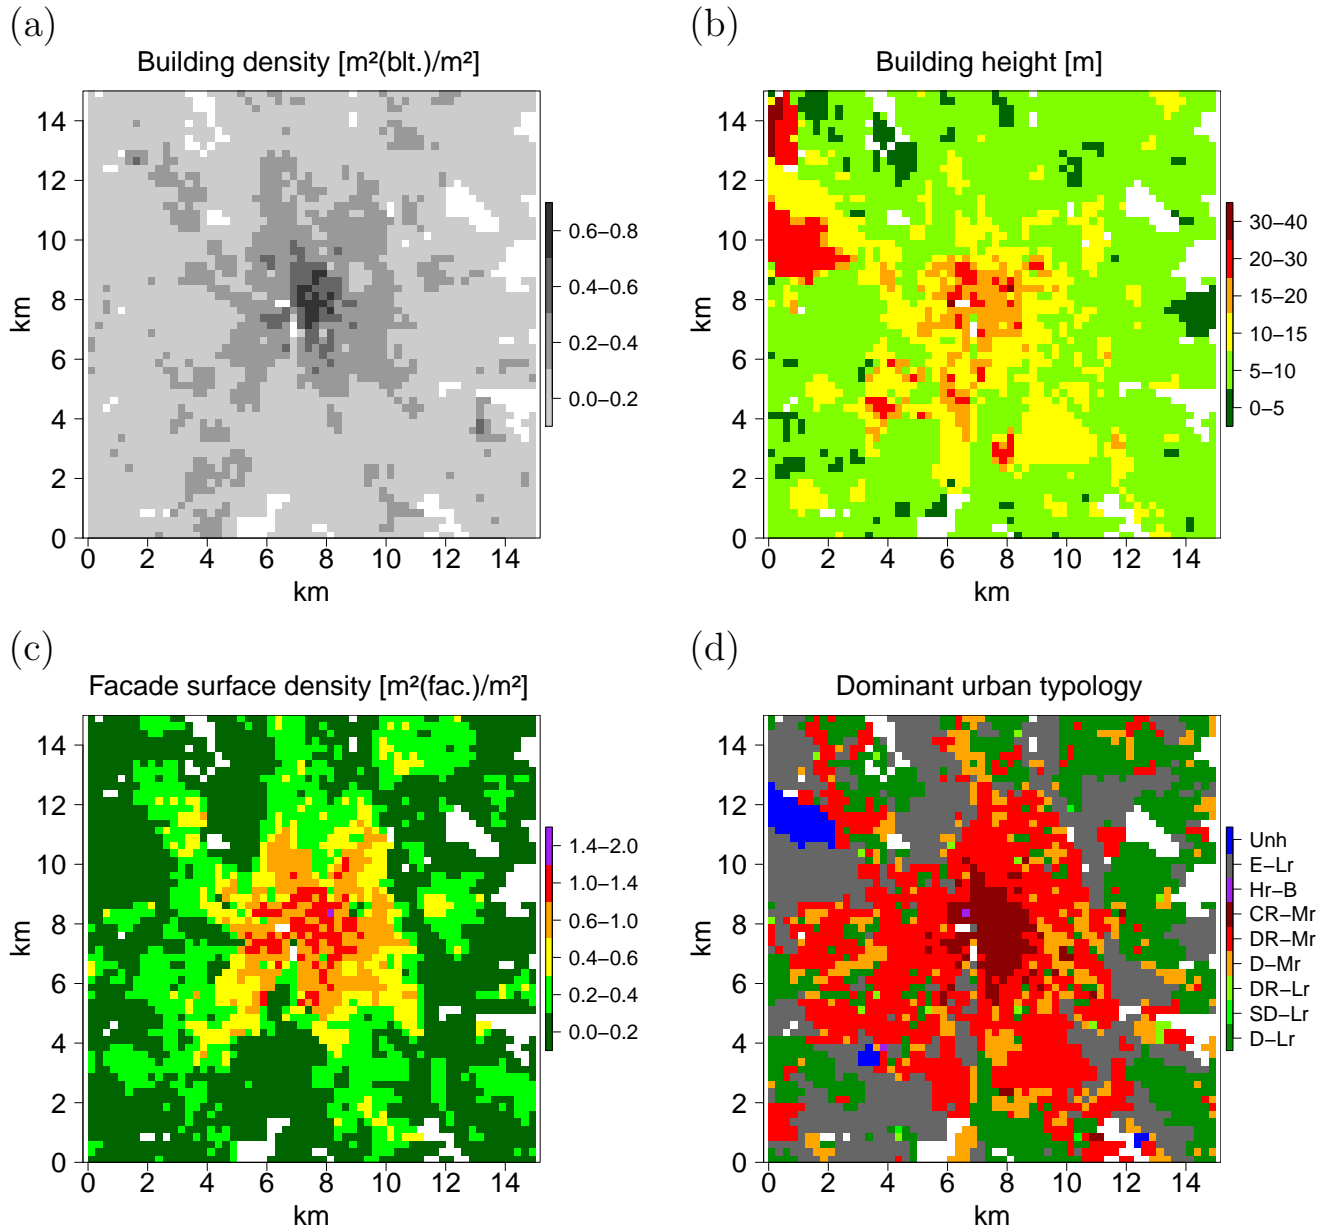 (a)
Building density [m²(blt.)/m²]
14
12
10
8
6
4
2
0
km
0 2 4 6 8 10 12 14
km
0.6−0.8
0.4−0.6
0.2−0.4
0.0−0.2
(b)
Building height [m]
14
12
10
8
6
4
2
0
km
0 2 4 6 8 10 12 14
km
30−40
20−30
15−20
10−15
5−10
0−5
(c)
Facade surface density [m²(fac.)/m²]
14
12
10
8
6
4
2
0
km
0 2 4 6 8 10 12 14
km
1.4−2.0
1.0−1.4
0.6−1.0
0.4−0.6
0.2−0.4
0.0−0.2
(d)
Dominant urban typology
14
12
10
8
6
4
2
0
km
0 2 4 6 8 10 12 14
km
Unh
E−Lr
Hr−B
CR−Mr
DR−Mr
D−Mr
DR−Lr
SD−Lr
D−Lr